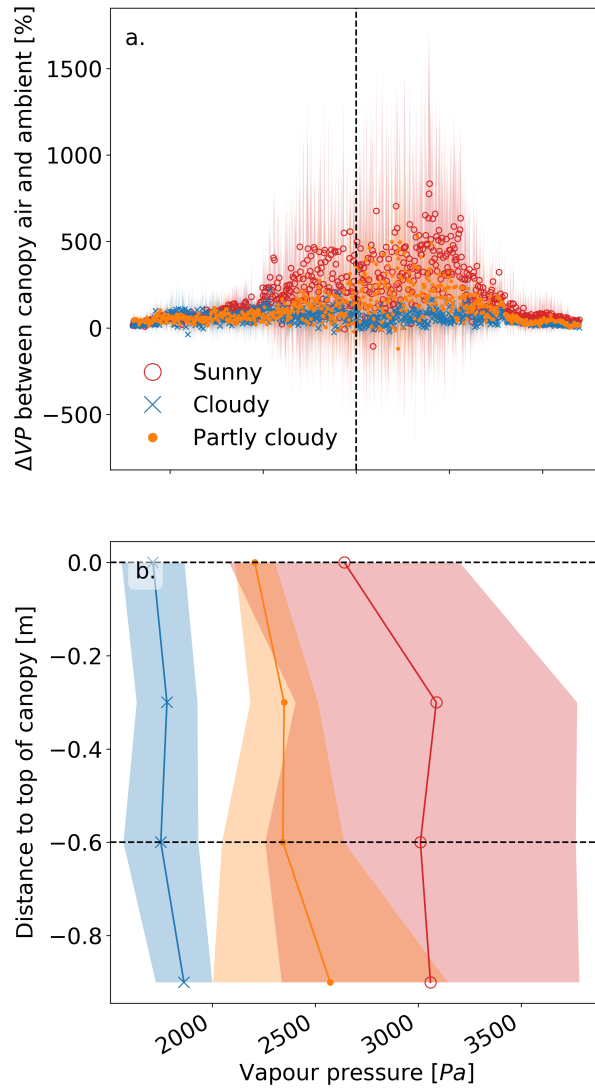 a.
ΔVP between canopy air and ambient [%]
1500
1000
500
0
−500
Sunny
Cloudy
Partly cloudy
b.
Distance to top of canopy [m]
0.0
−0.2
−0.4
−0.6
−0.8
2000 2500 3000 3500
Vapour pressure [Pa]